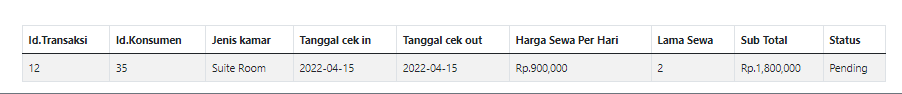 Id.Transaksi Id.Konsumen Jenis kamar Tanggal cek in Tanggal cek out Harga Sewa Per Hari Lama Sewa Sub Total Status
12 35 Suite Room 2022-04-15 2022-04-15 Rp.900,000 2 Rp.1,800,000 Pending